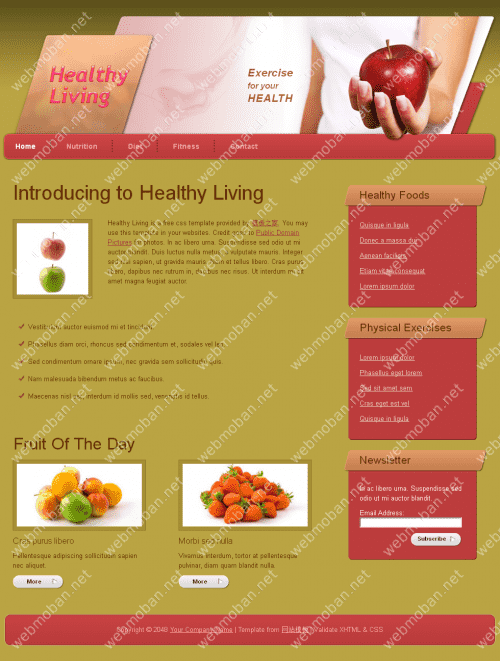 Healthy
Living
Exercise
for your
HEALTH
Home Nutrition Diet Fitness Contact
Introducing to Healthy Living
Healthy Living is a free css template provided by You may
use this template in your websites. Credit goes to Public Domain
Pictures for photos. In ac libero urna. Suspendisse sed odio ut mi
auctor blandit. Duis luctus nulla metus, a vulputate mauris. Integer
sed nisi sapien, ut gravida mauris. Nam et tellus libero. Cras purus
libero, dapibus nec rutrum in, dapibus nec risus. Ut interdum mi sit
amet magna feugiat auctor.
Vestibulum auctor euismod mi et tincidunt.
Phasellus diam orci, rhoncus sed condimentum et, sodales vel leo.
Sed condimentum ornare ipsum, nec gravida sem sollicitudin quis.
Nam malesuada bibendum metus ac faucibus.
Maecenas nisl per, interdum id mollis sed, venenatis id tellus.
Fruit Of The Day
Cras purus libero
Pellentesque adipiscing sollicitudin sapien
nec aliquet.
More
Morbi sed nulla
Vivamus interdum, tortor at pellentesque
pulvinar, diam quam blandit nulla.
More
Healthy Foods
Quisque in ligula
Donec a massa dui
Aenean facilisis
Etiam vitae consequat
Lorem ipsum dolor
Physical Exercises
Lorem ipsum dolor
Phasellus eget lorem
Sed sit amet sem
Cras eget est vel
Quisque in ligula
Newsletter
In ac libero urna. Suspendisse sed
odio ut mi auctor blandit.
Email Address:
Subscribe
Copyright © 2048 Your Company Name | Template from 网站模板 | Validate XHTML & CSS
webmoban.net